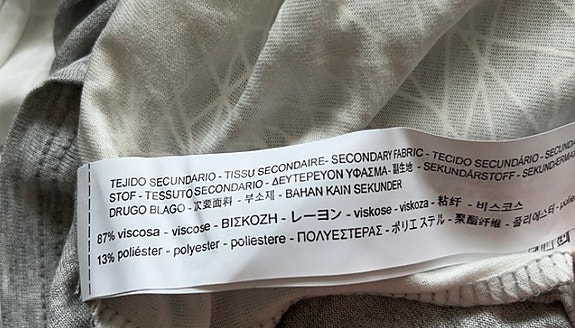 TEJIDO SECUNDARIO - TISSU SECONDAIRE - SECONDARY FABRIC - TECIDO SECUNDÁRIO -
STOF - TESSUTO SECONDARIO - ΔΕΥΤΕΡΕΥΟΝ ΥΦΑΣΜΑ - 副生地 - SEKUNDÄRSTOFF -
DRUGO BLAGO - 次要面料 - 부소재 - BAHAN KAIN SEKUNDER
87% viscosa - viscose - ΒΙΣΚΟΖΗ - レーヨン - viskose - viskoza - 粘纤 - 비스코스
13% poliéster - polyester - poliestere - ΠΟΛΥΕΣΤΕΡΑΣ - ポリエステル - 聚酯纤维 - 폴리에스터 -